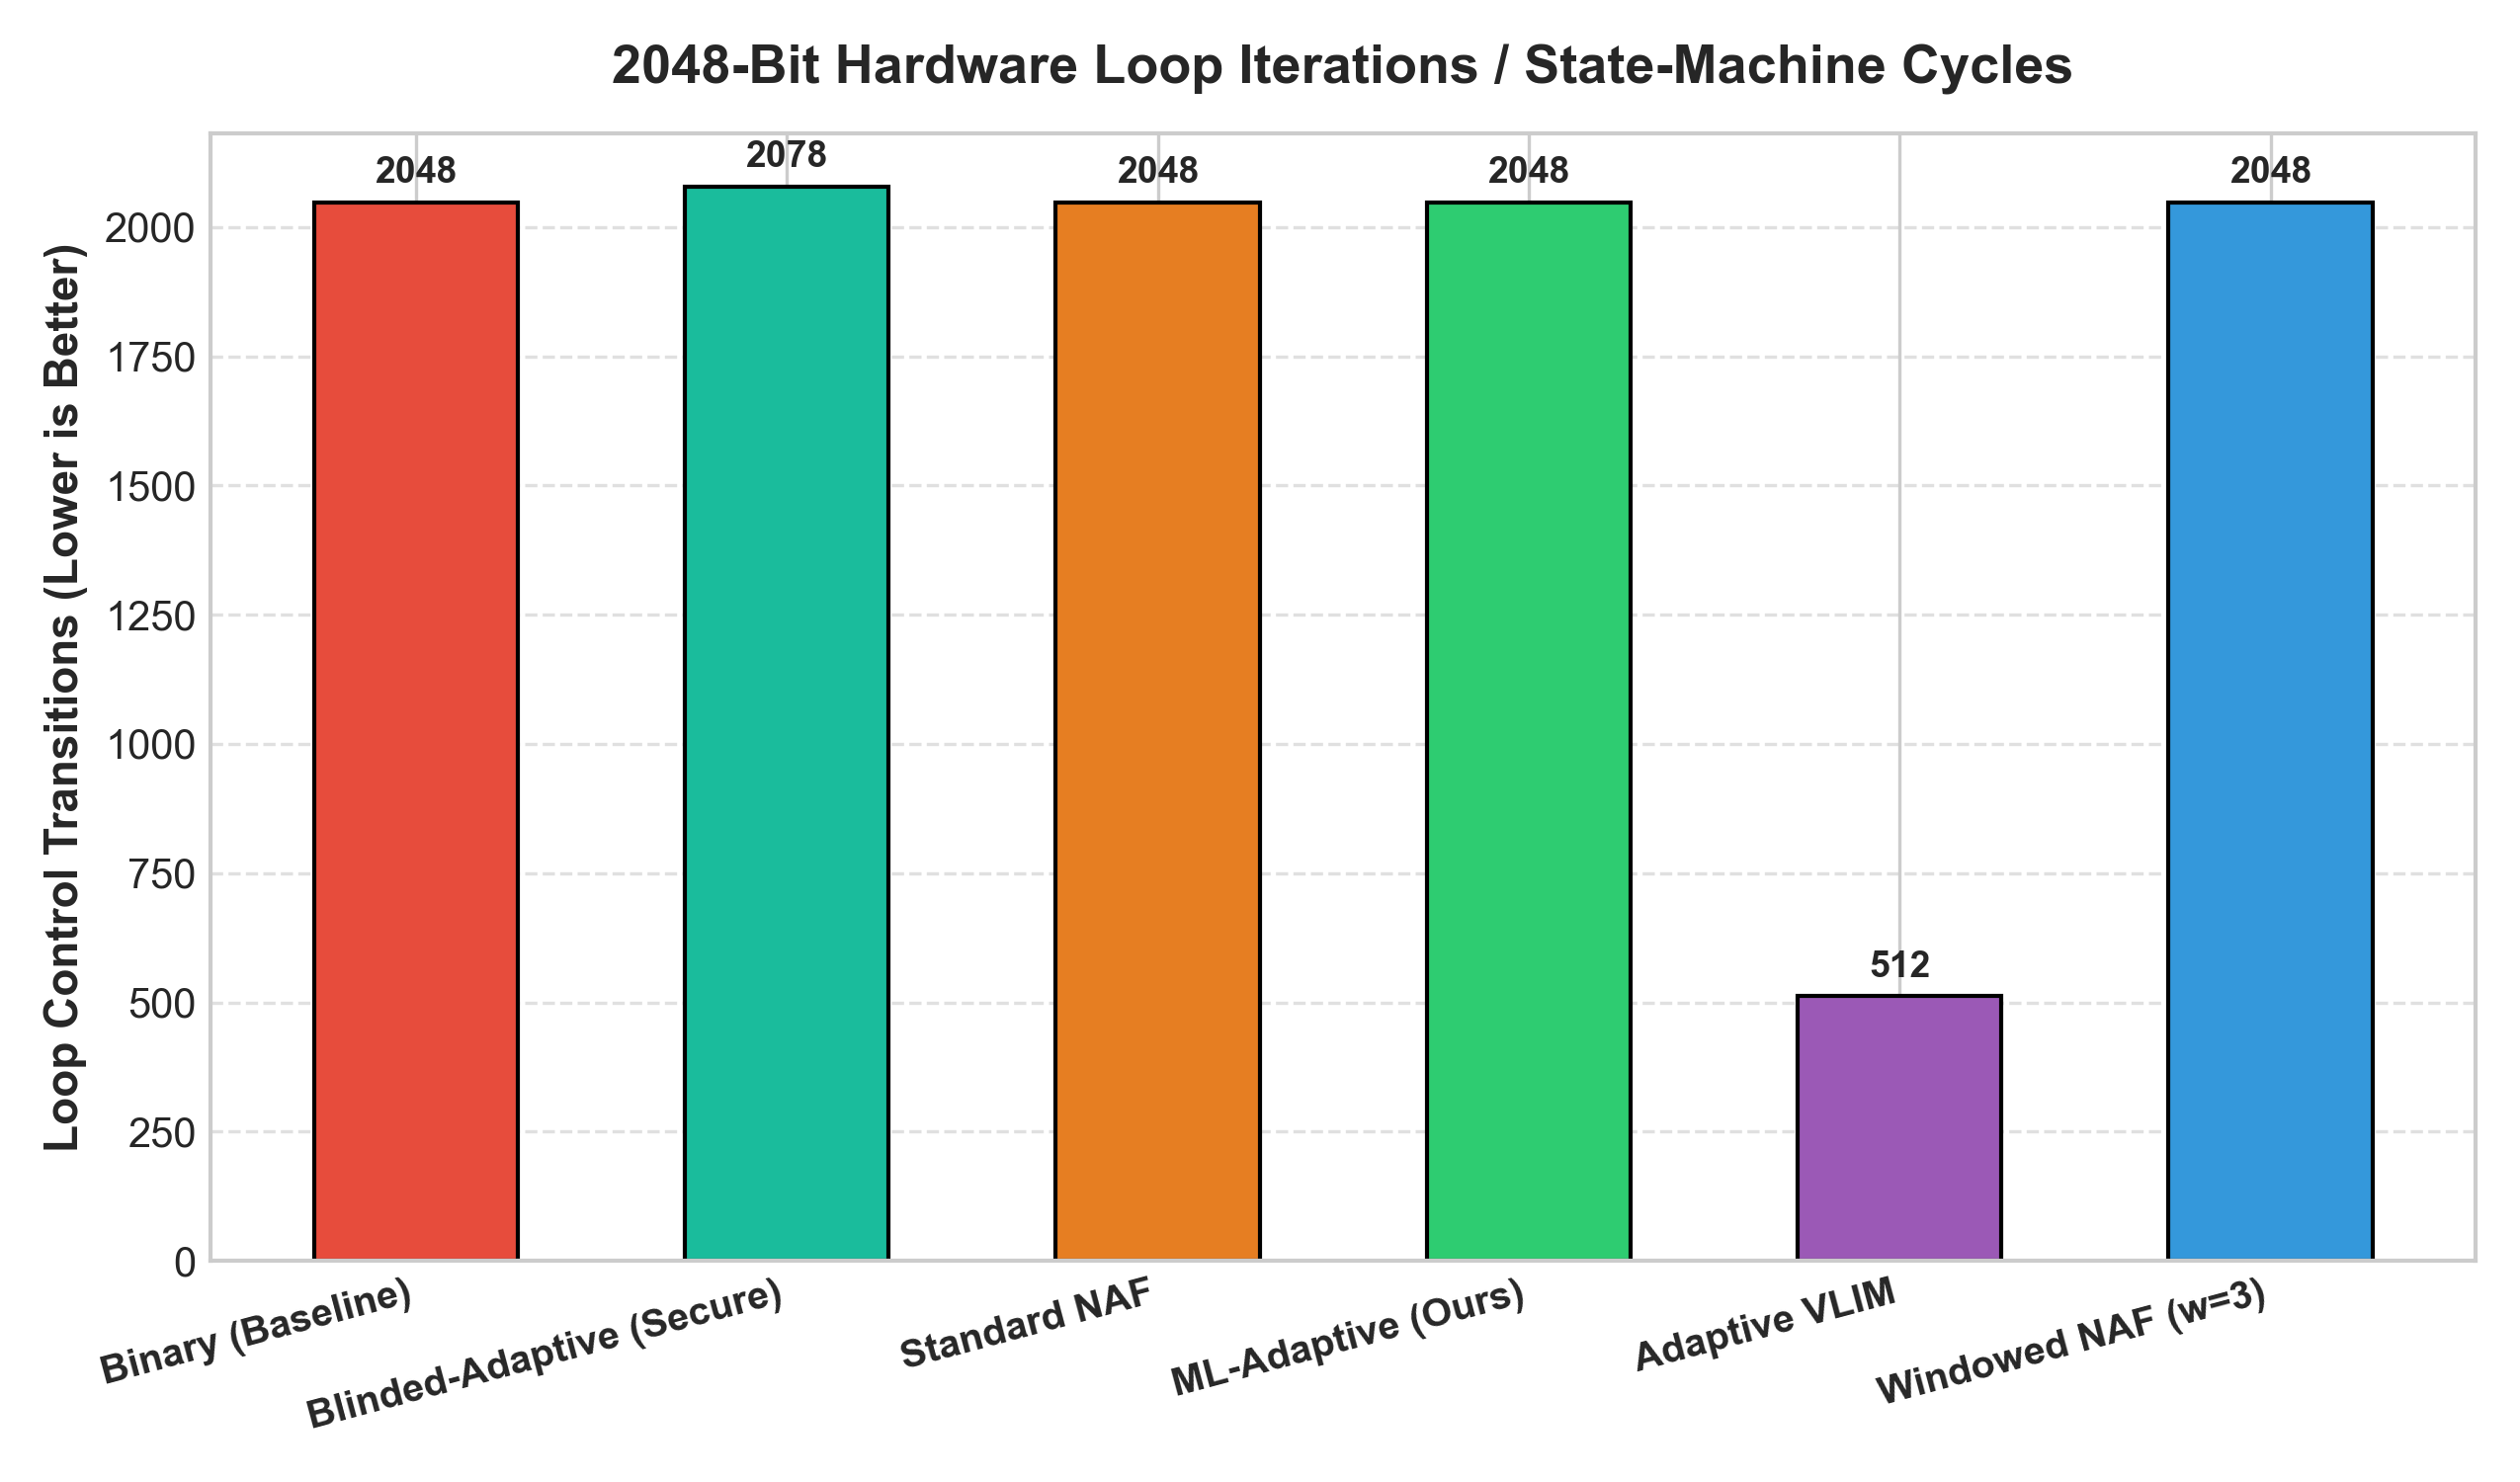 2048-Bit Hardware Loop Iterations / State-Machine Cycles
Loop Control Transitions (Lower is Better)
2000
1750
1500
1250
1000
750
500
250
0
2048
2078
2048
2048
512
2048
Binary (Baseline)
Blinded-Adaptive (Secure)
Standard NAF
ML-Adaptive (Ours)
Adaptive VLIM
Windowed NAF (w=3)